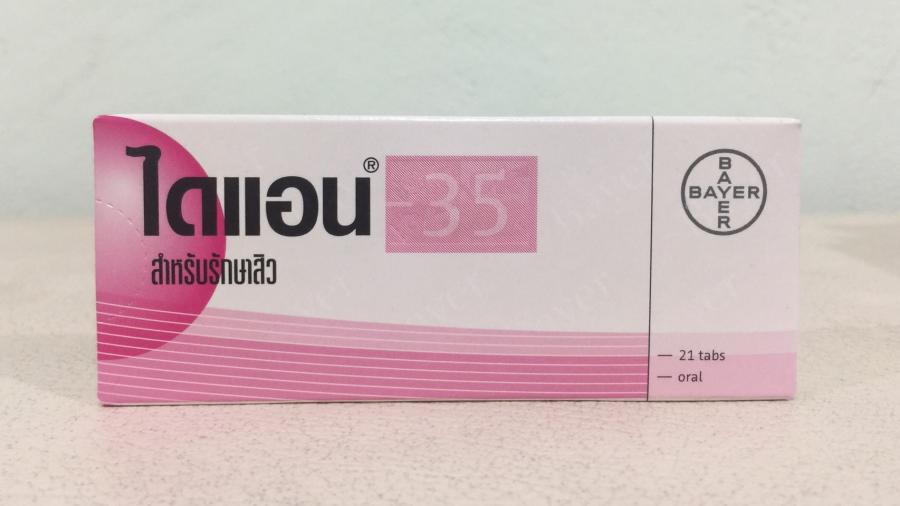 ไดแอน® -35
สำหรับรักษาสิว
BAYER
BAYER
— 21 tabs
— oral